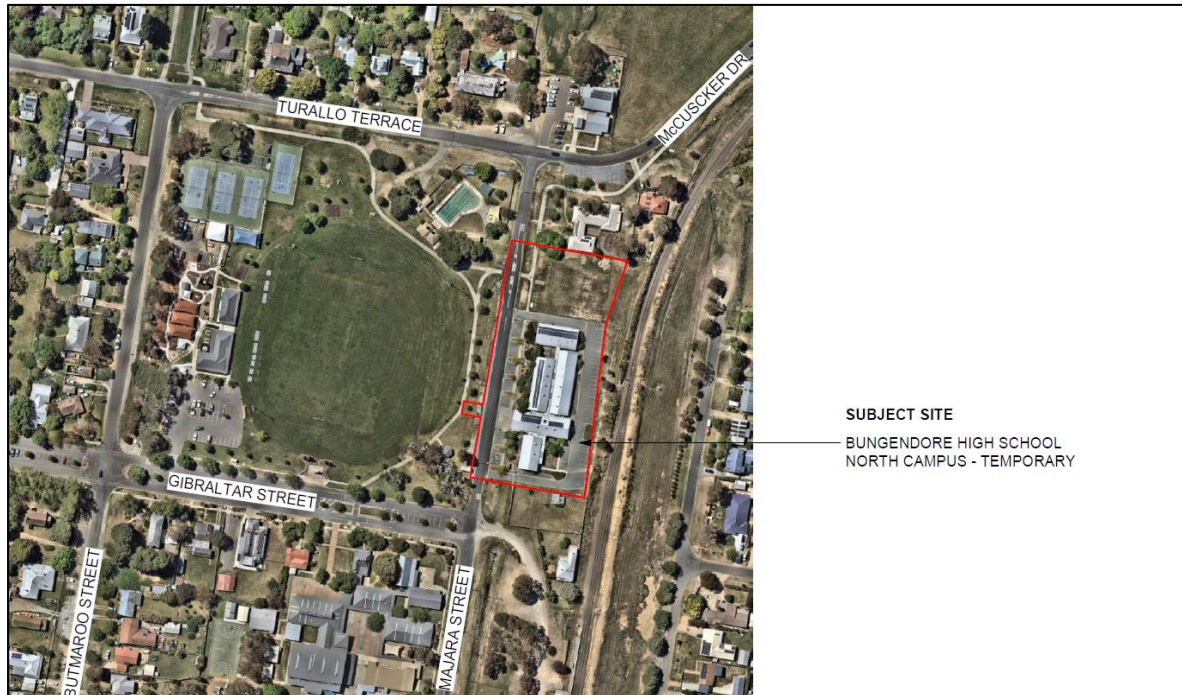 TURALLO TERRACE
McCUSCKER DR
SUBJECT SITE
BUNGENDORE HIGH SCHOOL
NORTH CAMPUS - TEMPORARY
GIBRALTAR STREET
BUTMAROO STREET
MAJARA STREET